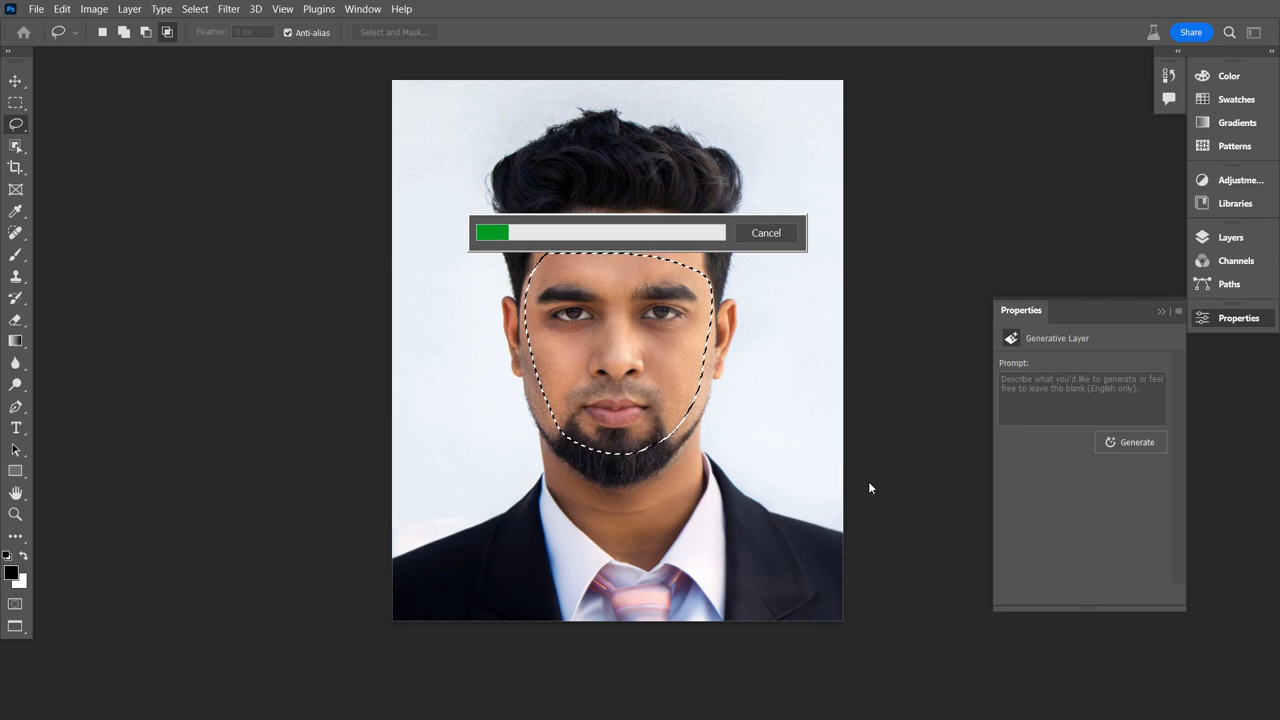 Ps File Edit Image Layer Type Select Filter 3D View Plugins Window Help
Feather: 0 px Anti-alias Select and Mask... Share
Color
Swatches
Gradients
Patterns
Adjustme...
Libraries
Layers
Channels
Paths
Properties
Cancel
Properties
Generative Layer
Prompt:
Describe what you'd like to generate or feel
free to leave this blank (English only).
Generate